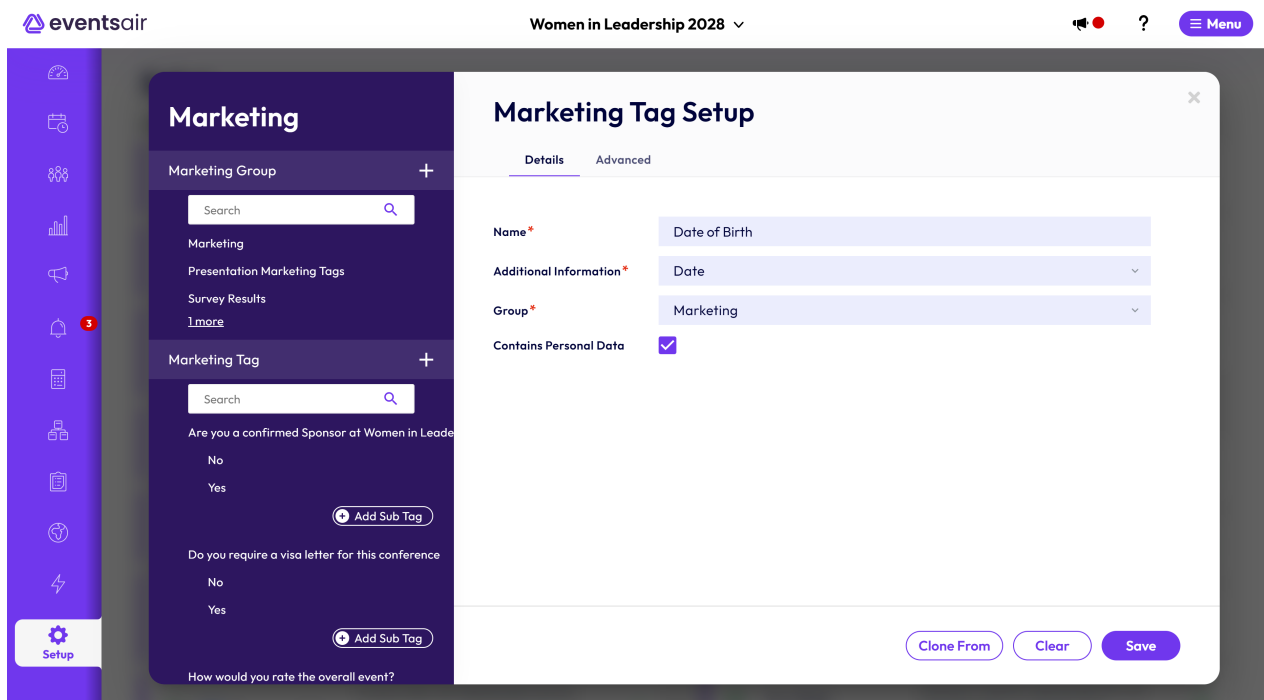 eventsair
Women in Leadership 2028
?
Menu
3
Setup
Marketing
Marketing Group
Search
Marketing
Presentation Marketing Tags
Survey Results
1 more
Marketing Tag
Search
Are you a confirmed Sponsor at Women in Leade
No
Yes
Add Sub Tag
Do you require a visa letter for this conference
No
Yes
Add Sub Tag
How would you rate the overall event?
Marketing Tag Setup
Details Advanced
Name* Date of Birth
Additional Information* Date
Group* Marketing
Contains Personal Data
Clone From Clear Save